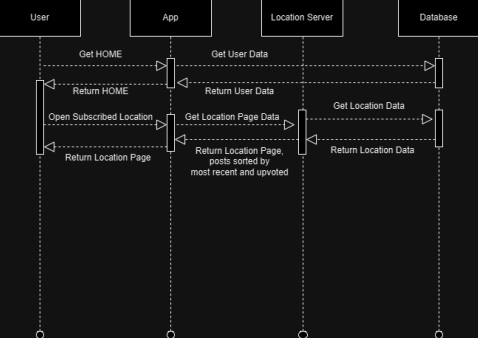 User
App
Location Server
Database
Get HOME
Get User Data
Return HOME
Return User Data
Get Location Data
Open Subscribed Location
Get Location Page Data
Return Location Page
Return Location Page,
posts sorted by
most recent and upvoted
Return Location Data